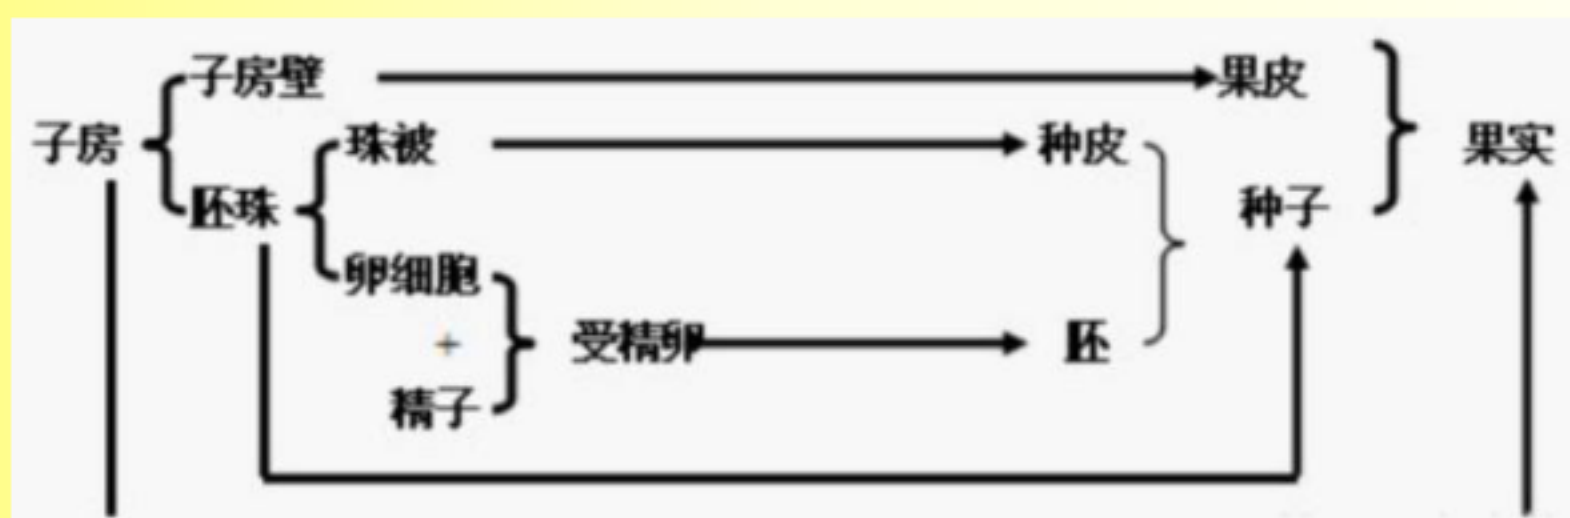 子房壁 果皮
子房 珠被 种皮 果实
胚珠 种子
卵细胞
+ 受精卵 胚
精子